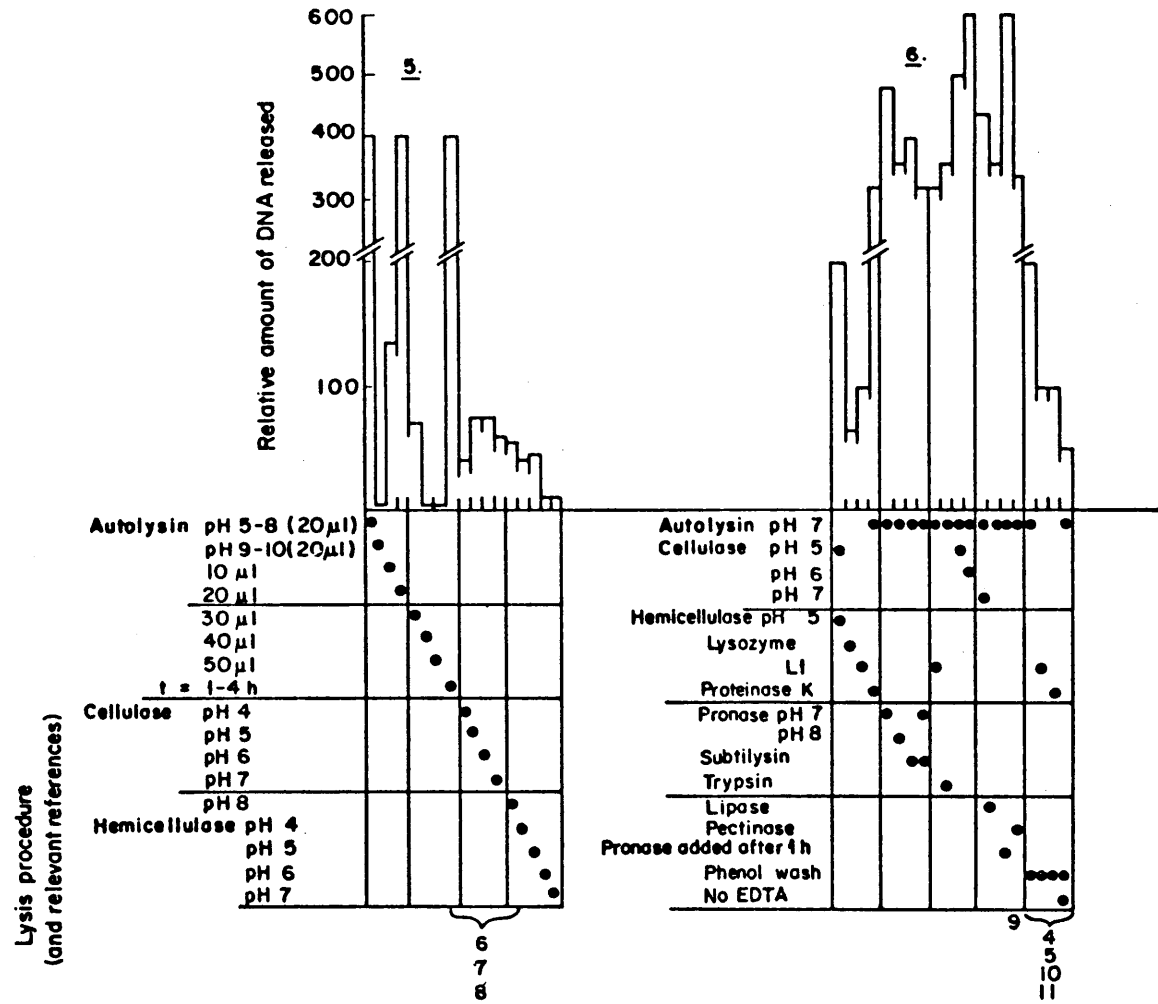 600
500
400
300
200
100
Relative amount of DNA released
5.
6.
Autolysin pH 5-8 (20μl)
pH 9-10(20μl)
10 μl
20 μl
30 μl
40 μl
50 μl
t = 1-4 h
Cellulase pH 4
pH 5
pH 6
pH 7
pH 8
Hemicellulase pH 4
pH 5
pH 6
pH 7
6
7
8
Lysis procedure
(and relevant references)
Autolysin pH 7
Cellulase pH 5
pH 6
pH 7
Hemicellulase pH 5
Lysozyme
L1
Proteinase K
Pronase pH 7
pH 8
Subtilysin
Trypsin
Lipase
Pectinase
Pronase added after 1 h
Phenol wash
No EDTA
9
4
5
10
11